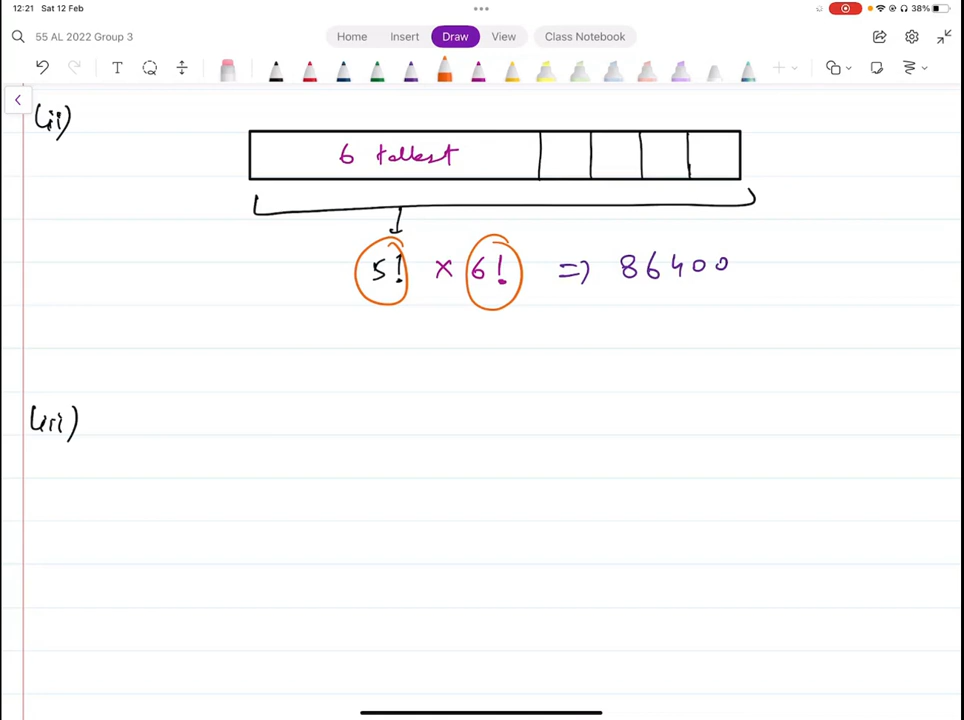 12:21 Sat 12 Feb
38%
55 AL 2022 Group 3
Home Insert Draw View Class Notebook
T
(ii)
6 tallest
5! × 6! => 86400
(iii)